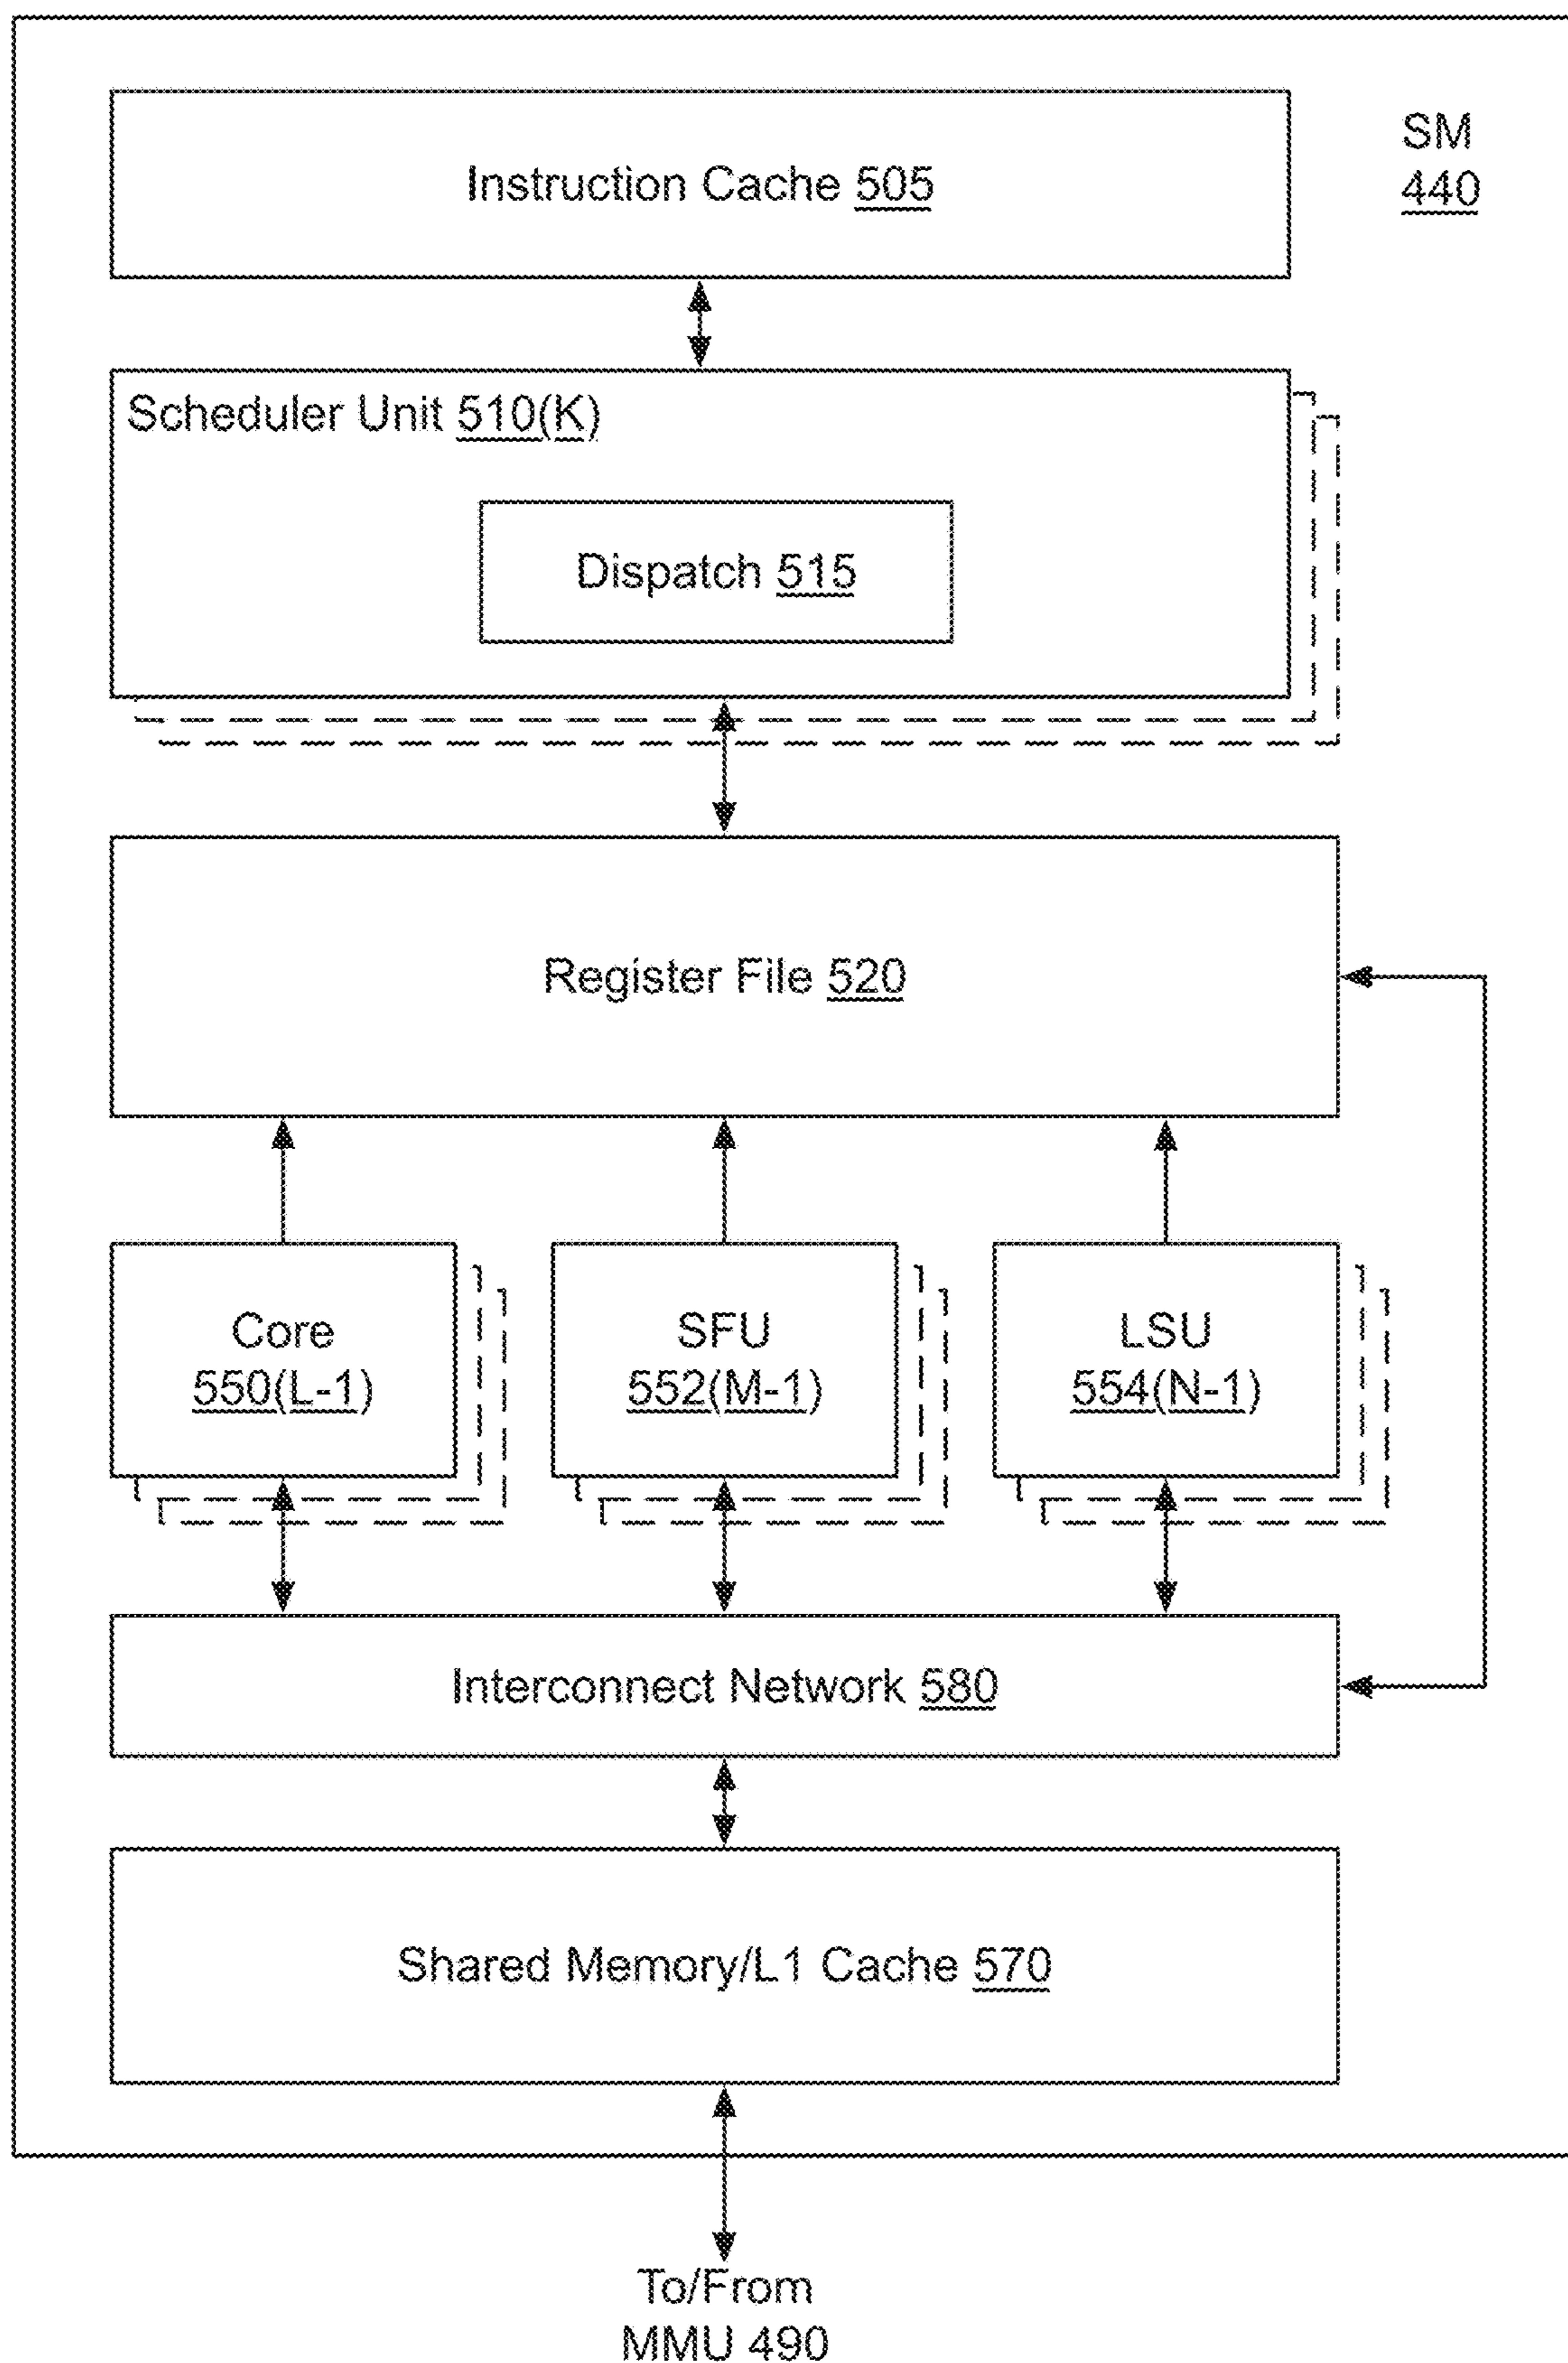 Instruction Cache 505
SM
440
Scheduler Unit 510(K)
Dispatch 515
Register File 520
Core
550(L-1)
SFU
552(M-1)
LSU
554(N-1)
Interconnect Network 580
Shared Memory/L1 Cache 570
To/From
MMU 490